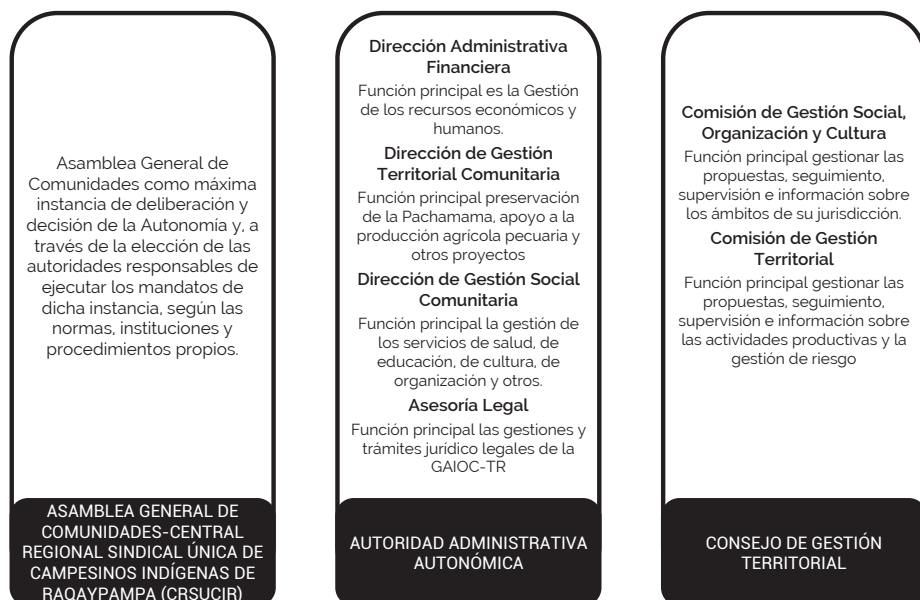 Asamblea General de
Comunidades como máxima
instancia de deliberación y
decisión de la Autonomía y, a
través de la elección de las
autoridades responsables de
ejecutar los mandatos de
dicha instancia, según las
normas, instituciones y
procedimientos propios.
ASAMBLEA GENERAL DE
COMUNIDADES-CENTRAL
REGIONAL SINDICAL ÚNICA DE
CAMPESINOS INDÍGENAS DE
RAQAYPAMPA (CRSUCIR)
Dirección Administrativa
Financiera
Función principal es la Gestión
de los recursos económicos y
humanos.
Dirección de Gestión
Territorial Comunitaria
Función principal preservación
de la Pachamama, apoyo a la
producción agrícola pecuaria y
otros proyectos
Dirección de Gestión Social
Comunitaria
Función principal la gestión de
los servicios de salud, de
educación, de cultura, de
organización y otros.
Asesoría Legal
Función principal las gestiones y
trámites jurídico legales de la
GAIOC-TR
AUTORIDAD ADMINISTRATIVA
AUTONÓMICA
Comisión de Gestión Social,
Organización y Cultura
Función principal gestionar las
propuestas, seguimiento,
supervisión e información sobre
los ámbitos de su jurisdicción.
Comisión de Gestión
Territorial
Función principal gestionar las
propuestas, seguimiento,
supervisión e información sobre
las actividades productivas y la
gestión de riesgo
CONSEJO DE GESTIÓN
TERRITORIAL